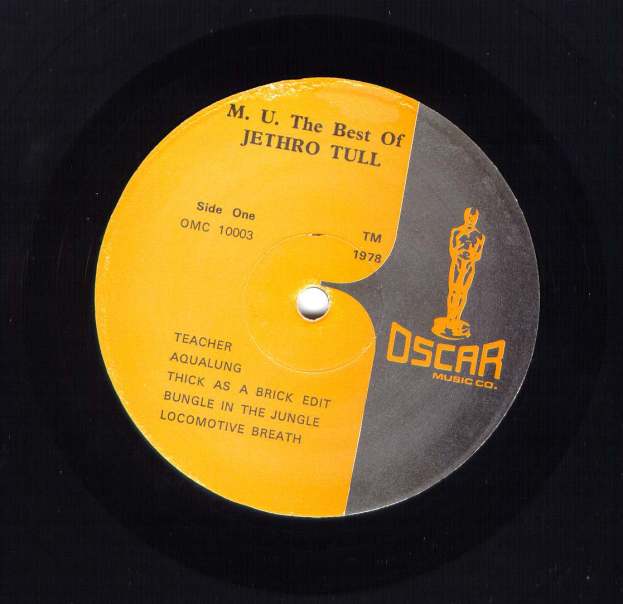 M. U. The Best Of
JETHRO TULL
Side One
OMC 10003
TM
1978
TEACHER
AQUALUNG
THICK AS A BRICK EDIT
BUNGLE IN THE JUNGLE
LOCOMOTIVE BREATH
OSCAR
MUSIC CO.